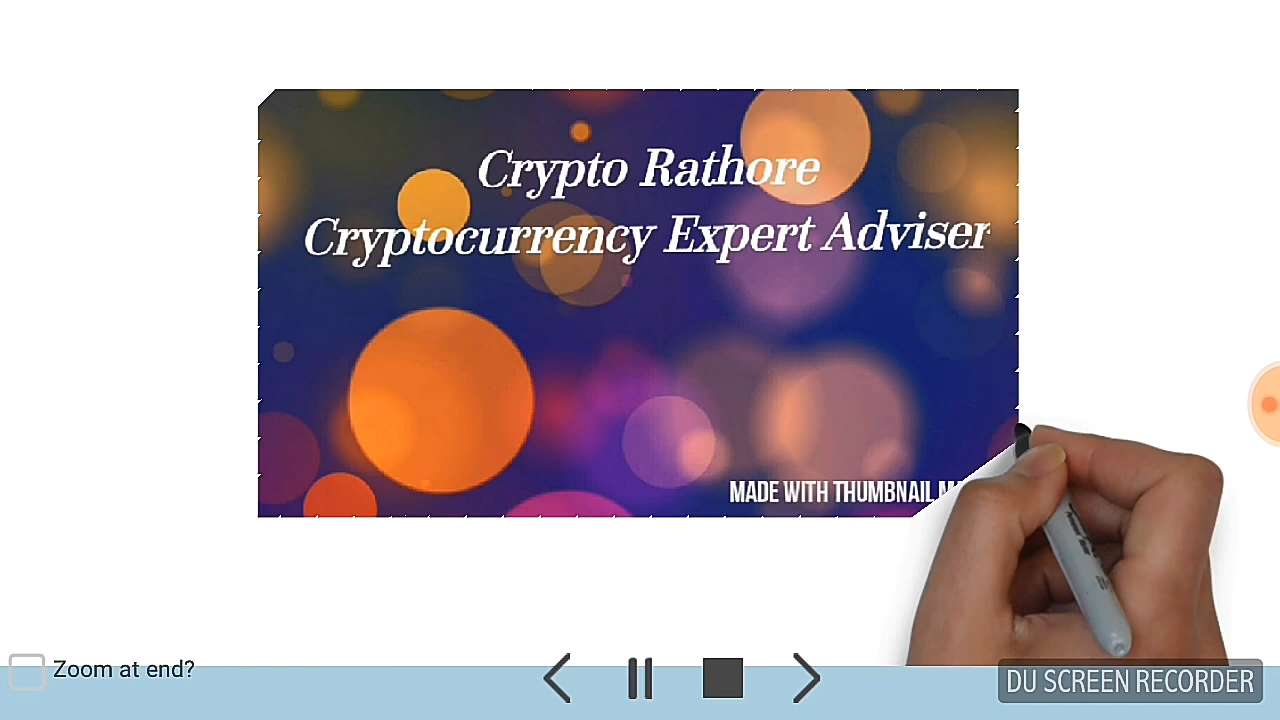 Crypto Rathore
Cryptocurrency Expert Adviser
MADE WITH THUMBNAIL
Zoom at end?
DU SCREEN RECORDER